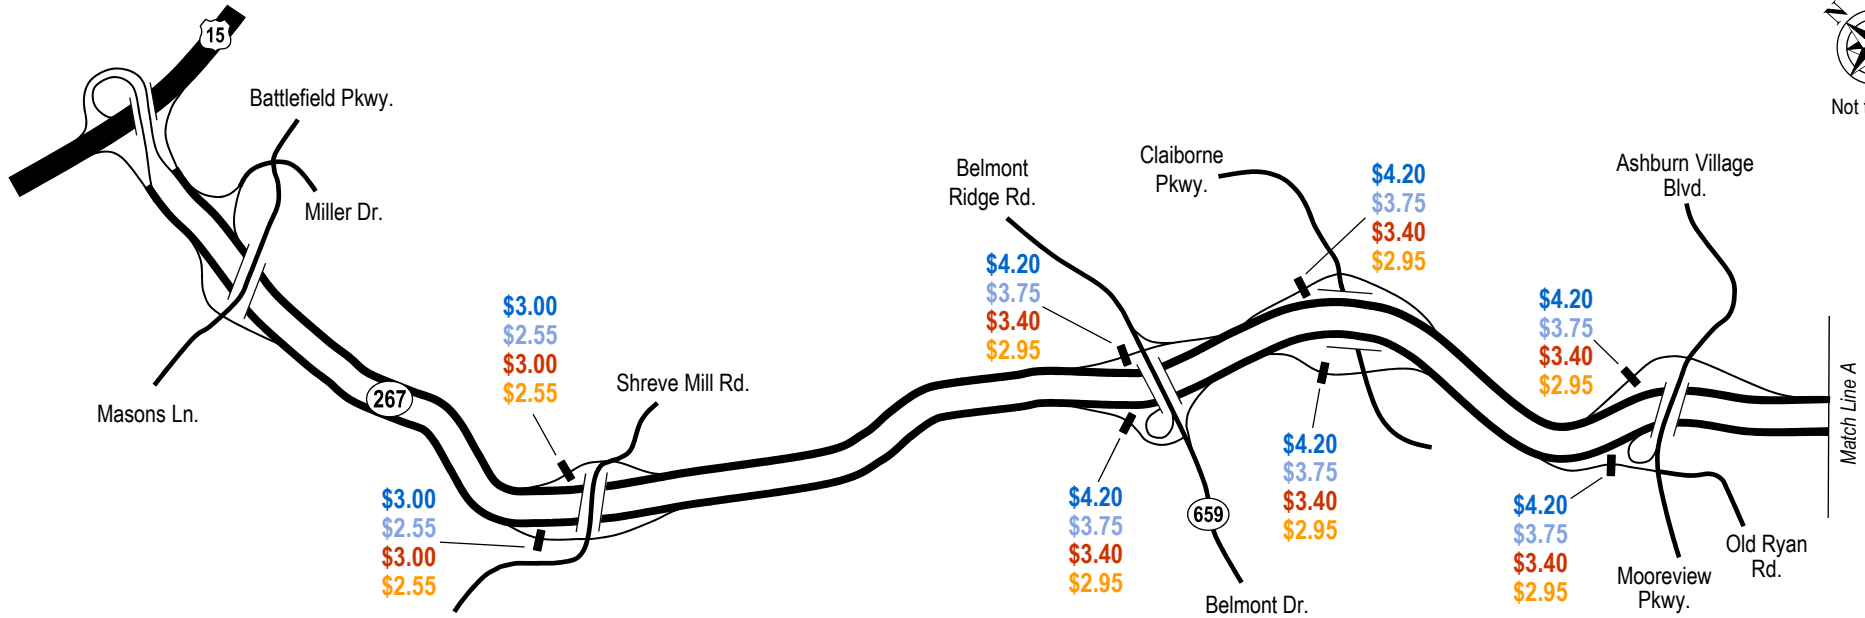 15
Battlefield Pkwy.
Miller Dr.
Masons Ln.
267
$3.00
$2.55
$3.00
$2.55
$3.00
$2.55
$3.00
$2.55
Shreve Mill Rd.
Belmont
Ridge Rd.
$4.20
$3.75
$3.40
$2.95
$4.20
$3.75
$3.40
$2.95
659
Belmont Dr.
Claiborne
Pkwy.
$4.20
$3.75
$3.40
$2.95
$4.20
$3.75
$3.40
$2.95
Ashburn Village
Blvd.
$4.20
$3.75
$3.40
$2.95
$4.20
$3.75
$3.40
$2.95
Mooreview
Pkwy.
Old Ryan
Rd.
N
Not
Match Line A